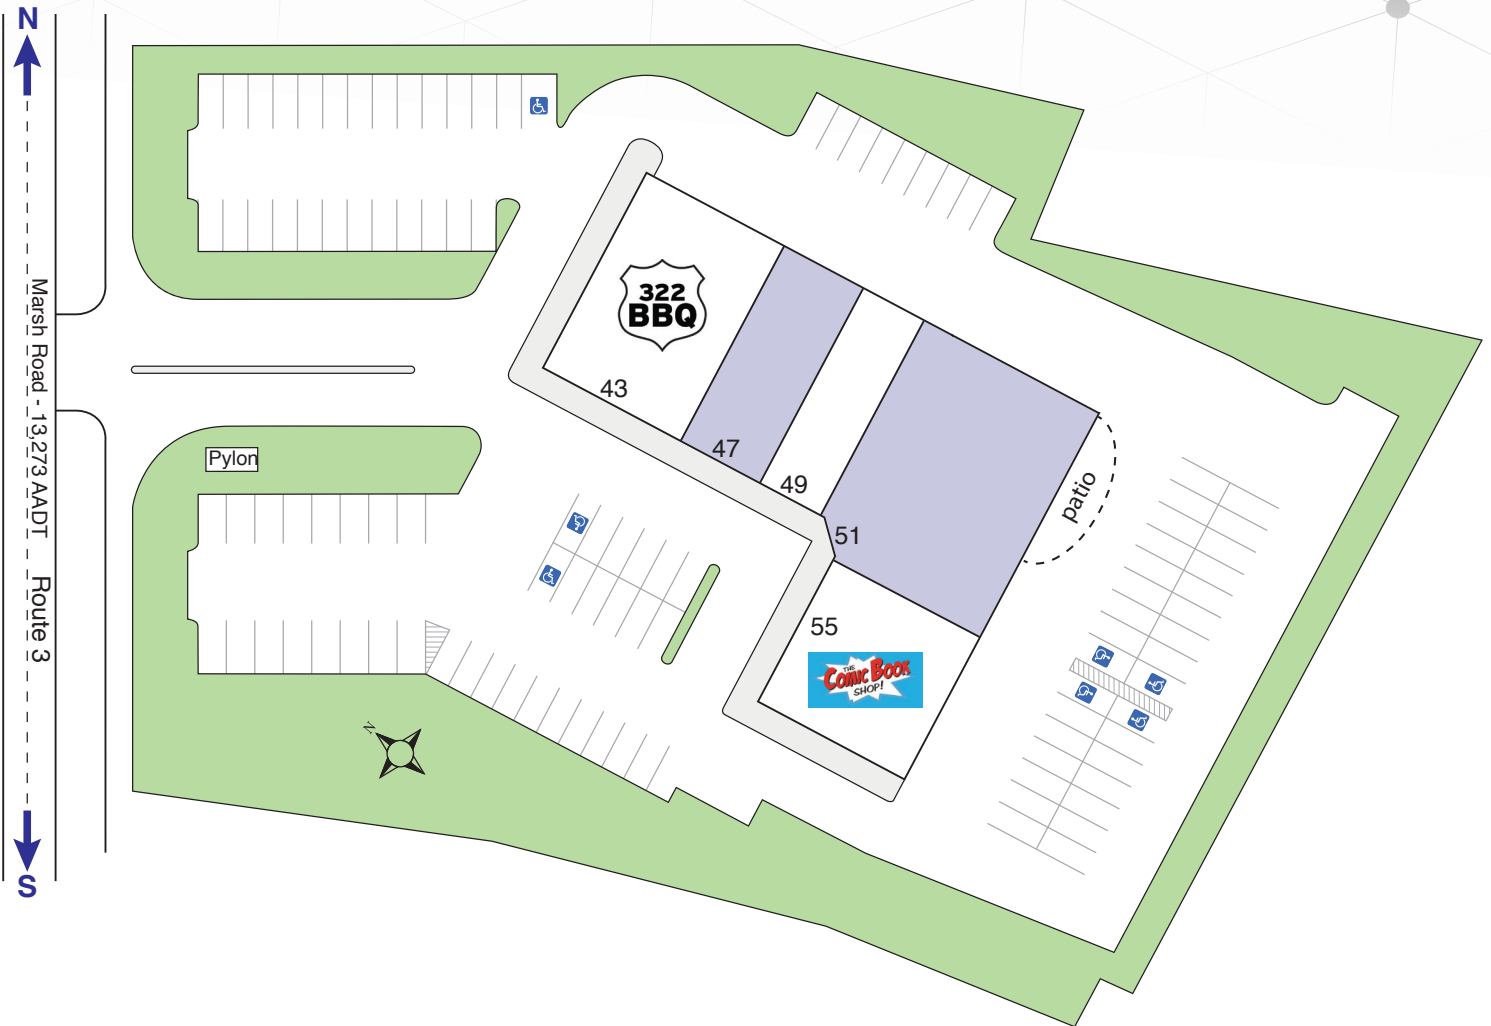 N
Marsh Road - 13,273 AADT Route 3
S
Pylon
322
BBQ
43
47
49
51
patio
55
THE
COMIC BOOK
SHOP!
N